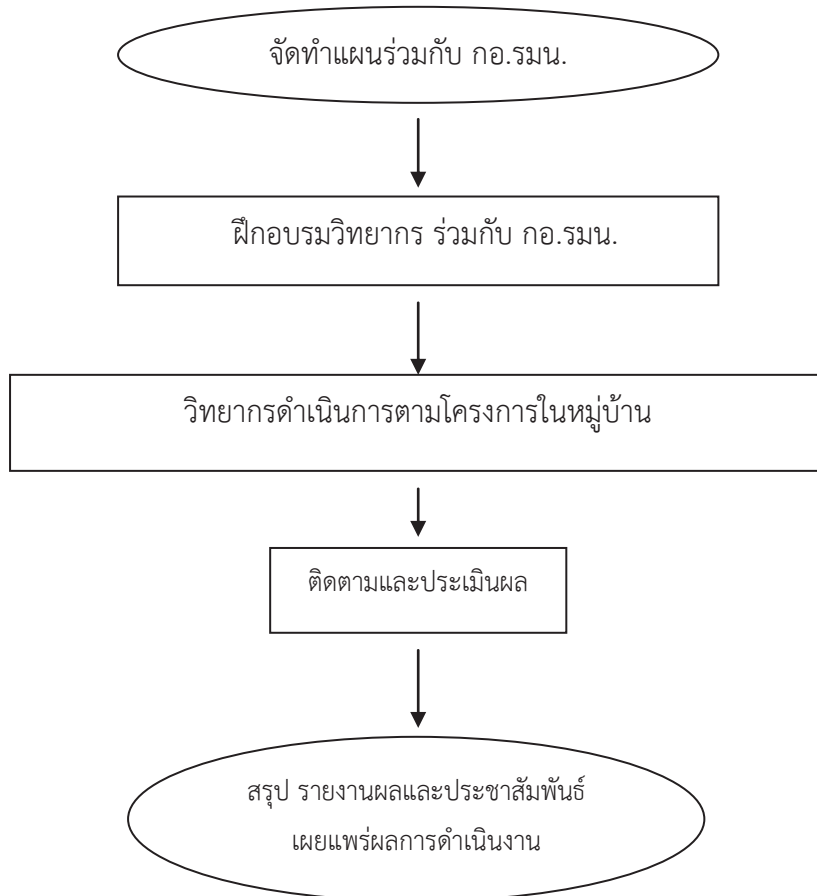 จัดทำแผนร่วมกับ กอ.รมน.
ฝึกอบรมวิทยากร ร่วมกับ กอ.รมน.
วิทยากรดำเนินการตามโครงการในหมู่บ้าน
ติดตามและประเมินผล
สรุป รายงานผลและประชาสัมพันธ์
เผยแพร่ผลการดำเนินงาน